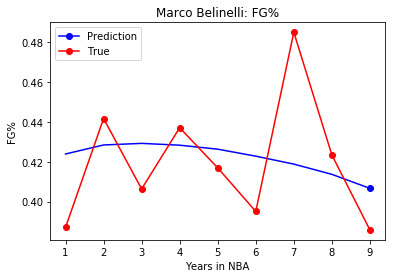 Marco Belinelli: FG%
Prediction
True
FG%
0.48
0.46
0.44
0.42
0.40
1 2 3 4 5 6 7 8 9
Years in NBA